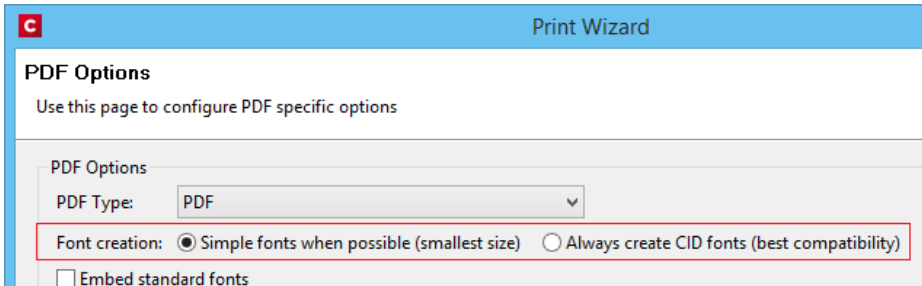 C Print Wizard
PDF Options
Use this page to configure PDF specific options
PDF Options
PDF Type: PDF
Font creation: Simple fonts when possible (smallest size) Always create CID fonts (best compatibility)
Embed standard fonts